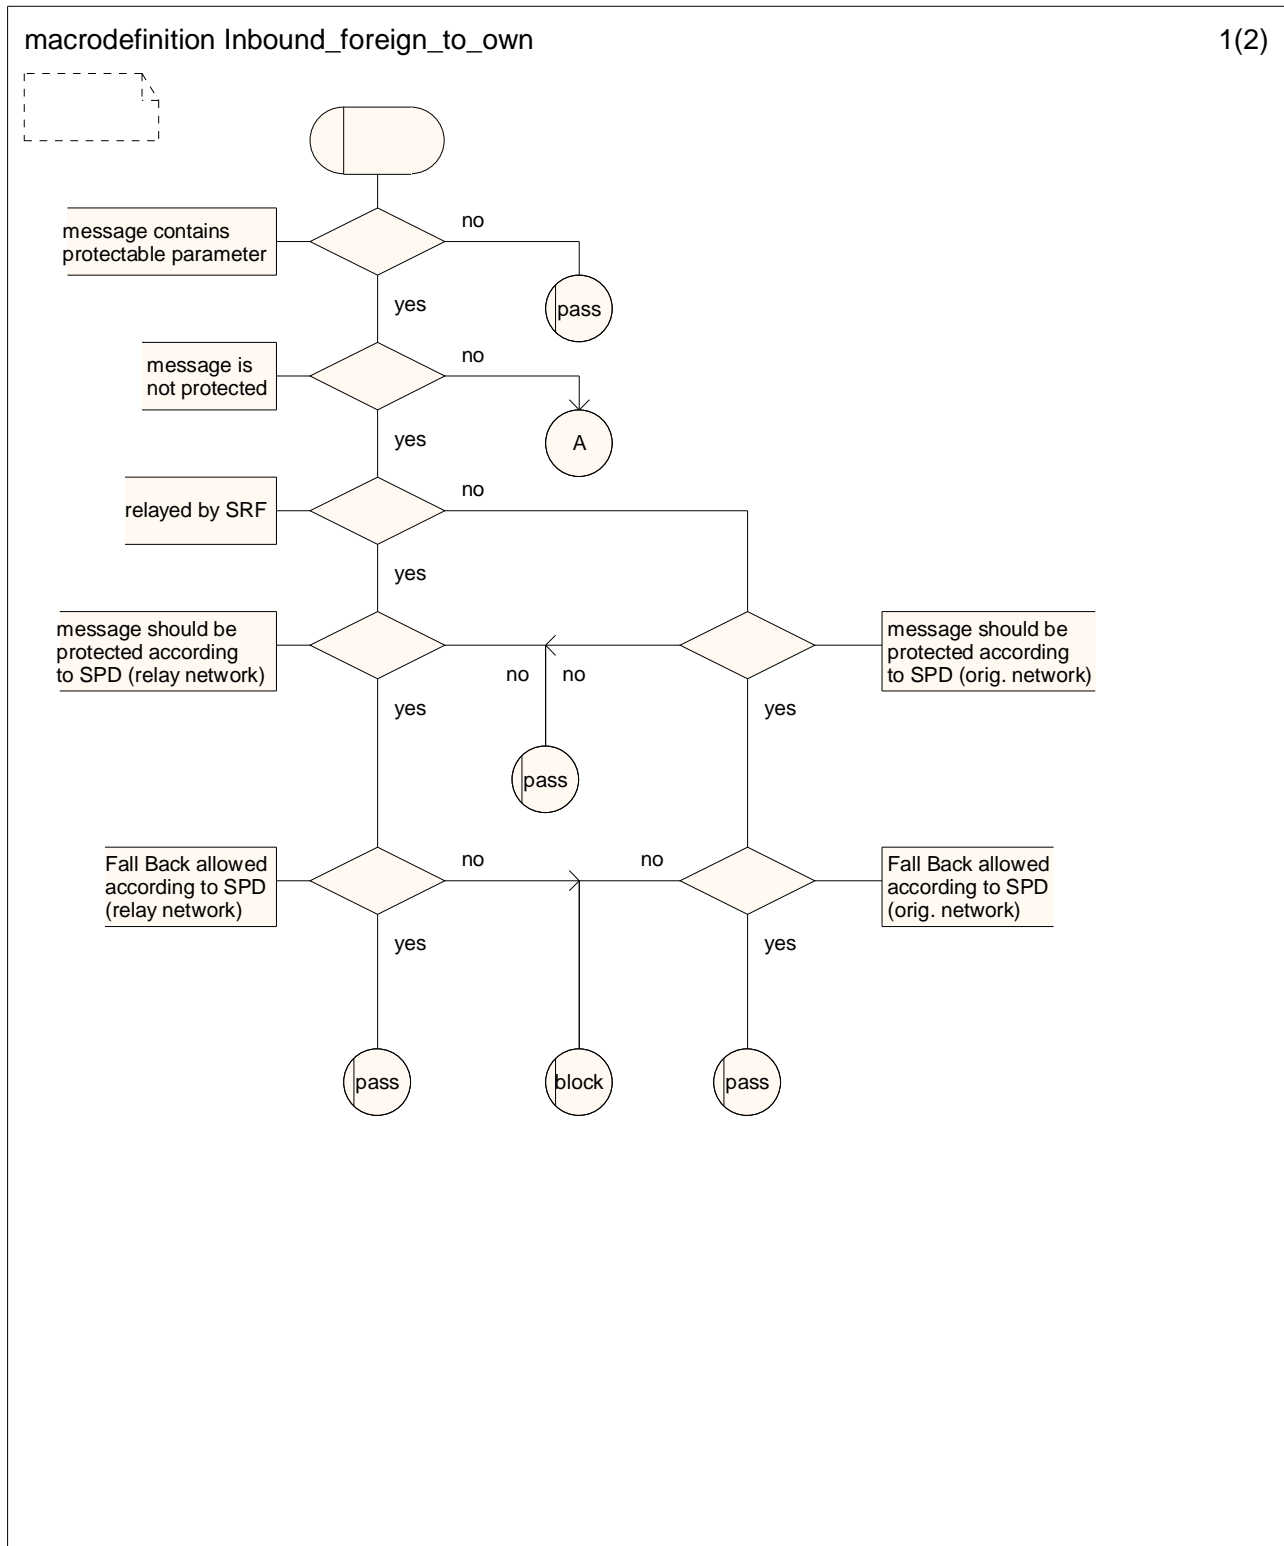 macrodefinition Inbound_foreign_to_own
1(2)
message contains
protectable parameter
no
yes
pass
message is
not protected
no
yes
A
relayed by SRF
no
yes
message should be
protected according
to SPD (relay network)
no
no
message should be
protected according
to SPD (orig. network)
yes
yes
pass
Fall Back allowed
according to SPD
(relay network)
no
no
Fall Back allowed
according to SPD
(orig. network)
yes
yes
pass
block
pass